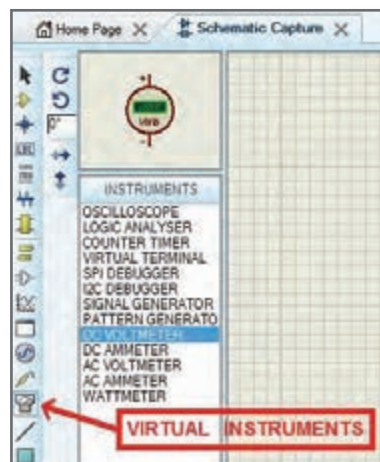 Home Page
Schematic Capture
0°
LBL
INSTRUMENTS
OSCILLOSCOPE
LOGIC ANALYSER
COUNTER TIMER
VIRTUAL TERMINAL
SPI DEBUGGER
I2C DEBUGGER
SIGNAL GENERATOR
PATTERN GENERATO
DC VOLTMETER
DC AMMETER
AC VOLTMETER
AC AMMETER
WATTMETER
VIRTUAL INSTRUMENTS